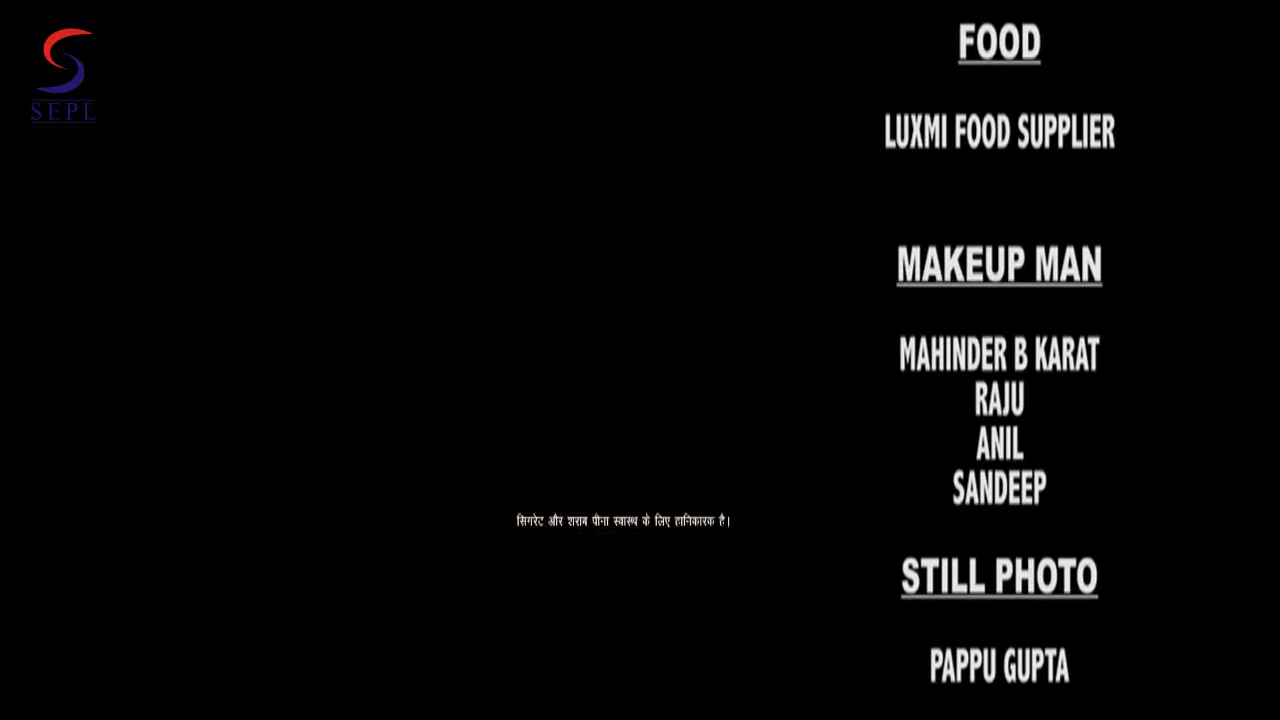 SEPL
FOOD
LUXMI FOOD SUPPLIER
MAKEUP MAN
MAHINDER B KARAT
RAJU
ANIL
SANDEEP
सिगरेट और शराब पीना स्वास्थ के लिए हानिकारक है।
STILL PHOTO
PAPPU GUPTA